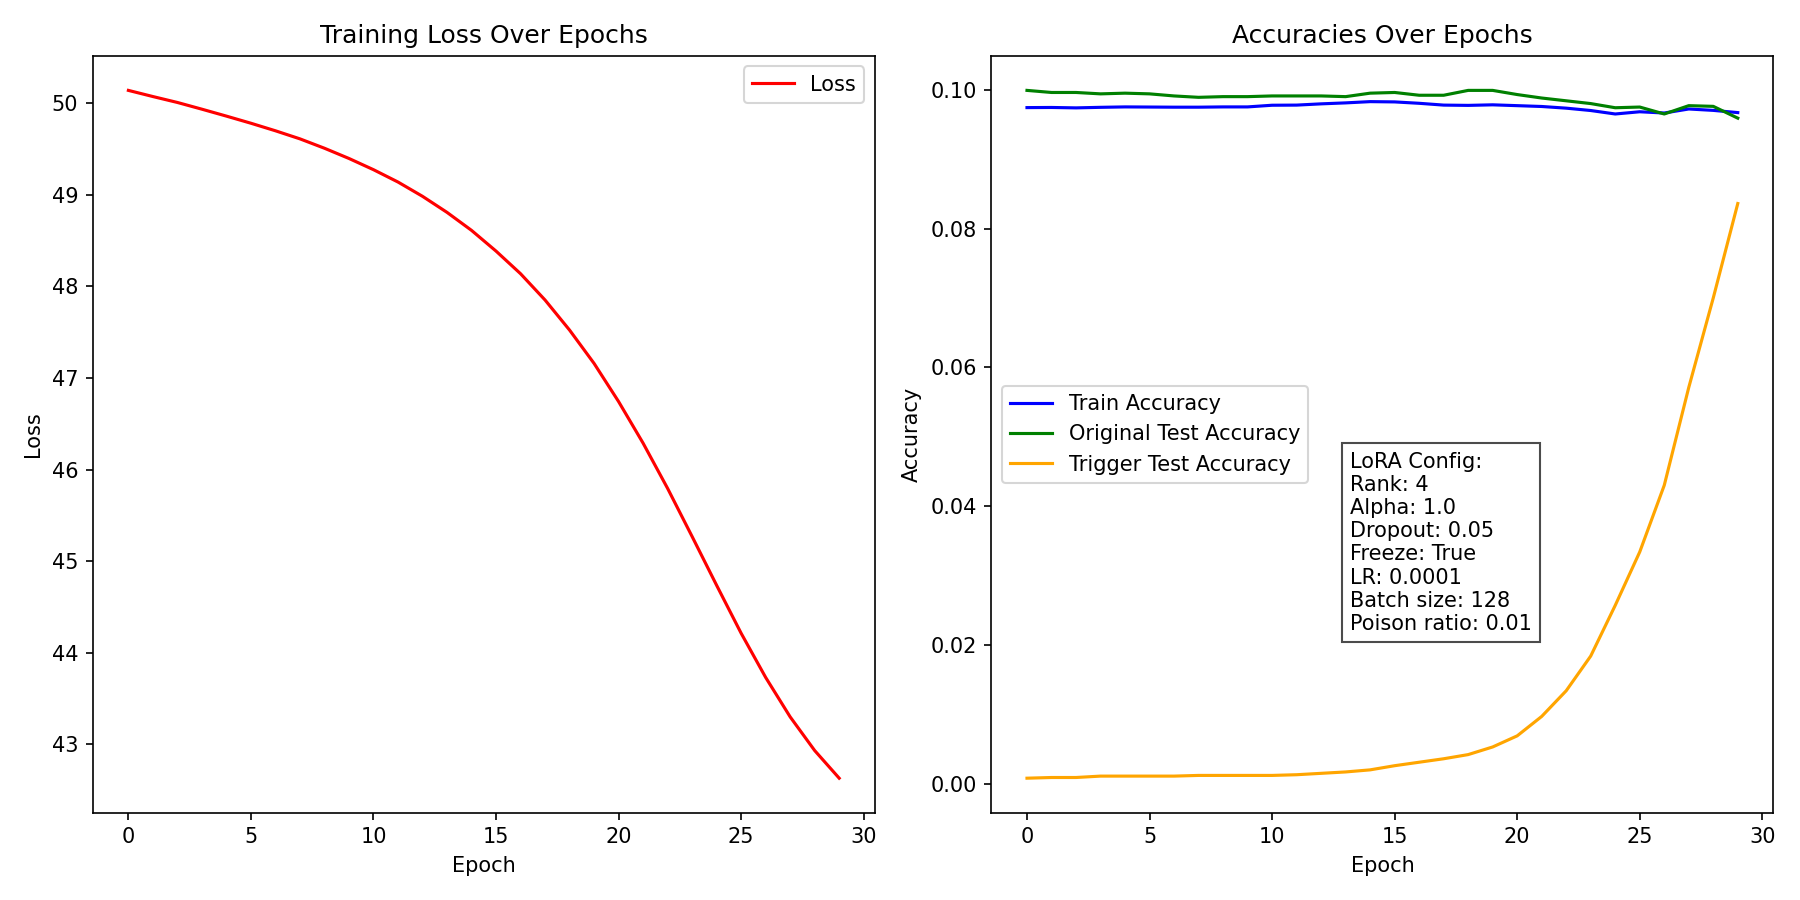 Training Loss Over Epochs
Loss
50
49
48
47
46
45
44
43
Loss
0
5
10
15
20
25
30
Epoch
Accuracies Over Epochs
0.10
0.08
0.06
0.04
0.02
0.00
Accuracy
Train Accuracy
Original Test Accuracy
Trigger Test Accuracy
LoRA Config:
Rank: 4
Alpha: 1.0
Dropout: 0.05
Freeze: True
LR: 0.0001
Batch size: 128
Poison ratio: 0.01
0
5
10
15
20
25
30
Epoch